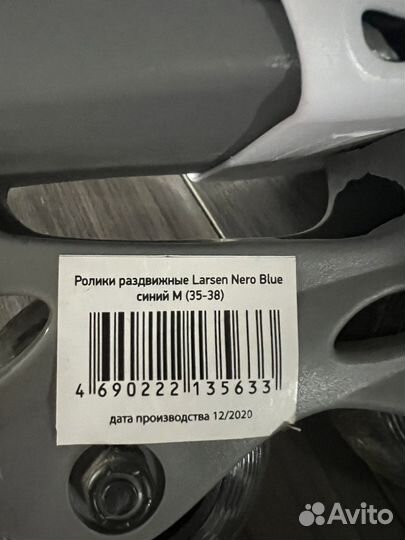 Ролики раздвижные Larsen Nero Blue
синий M (35-38)
4 690222 135633
дата производства 12/2020
Avito